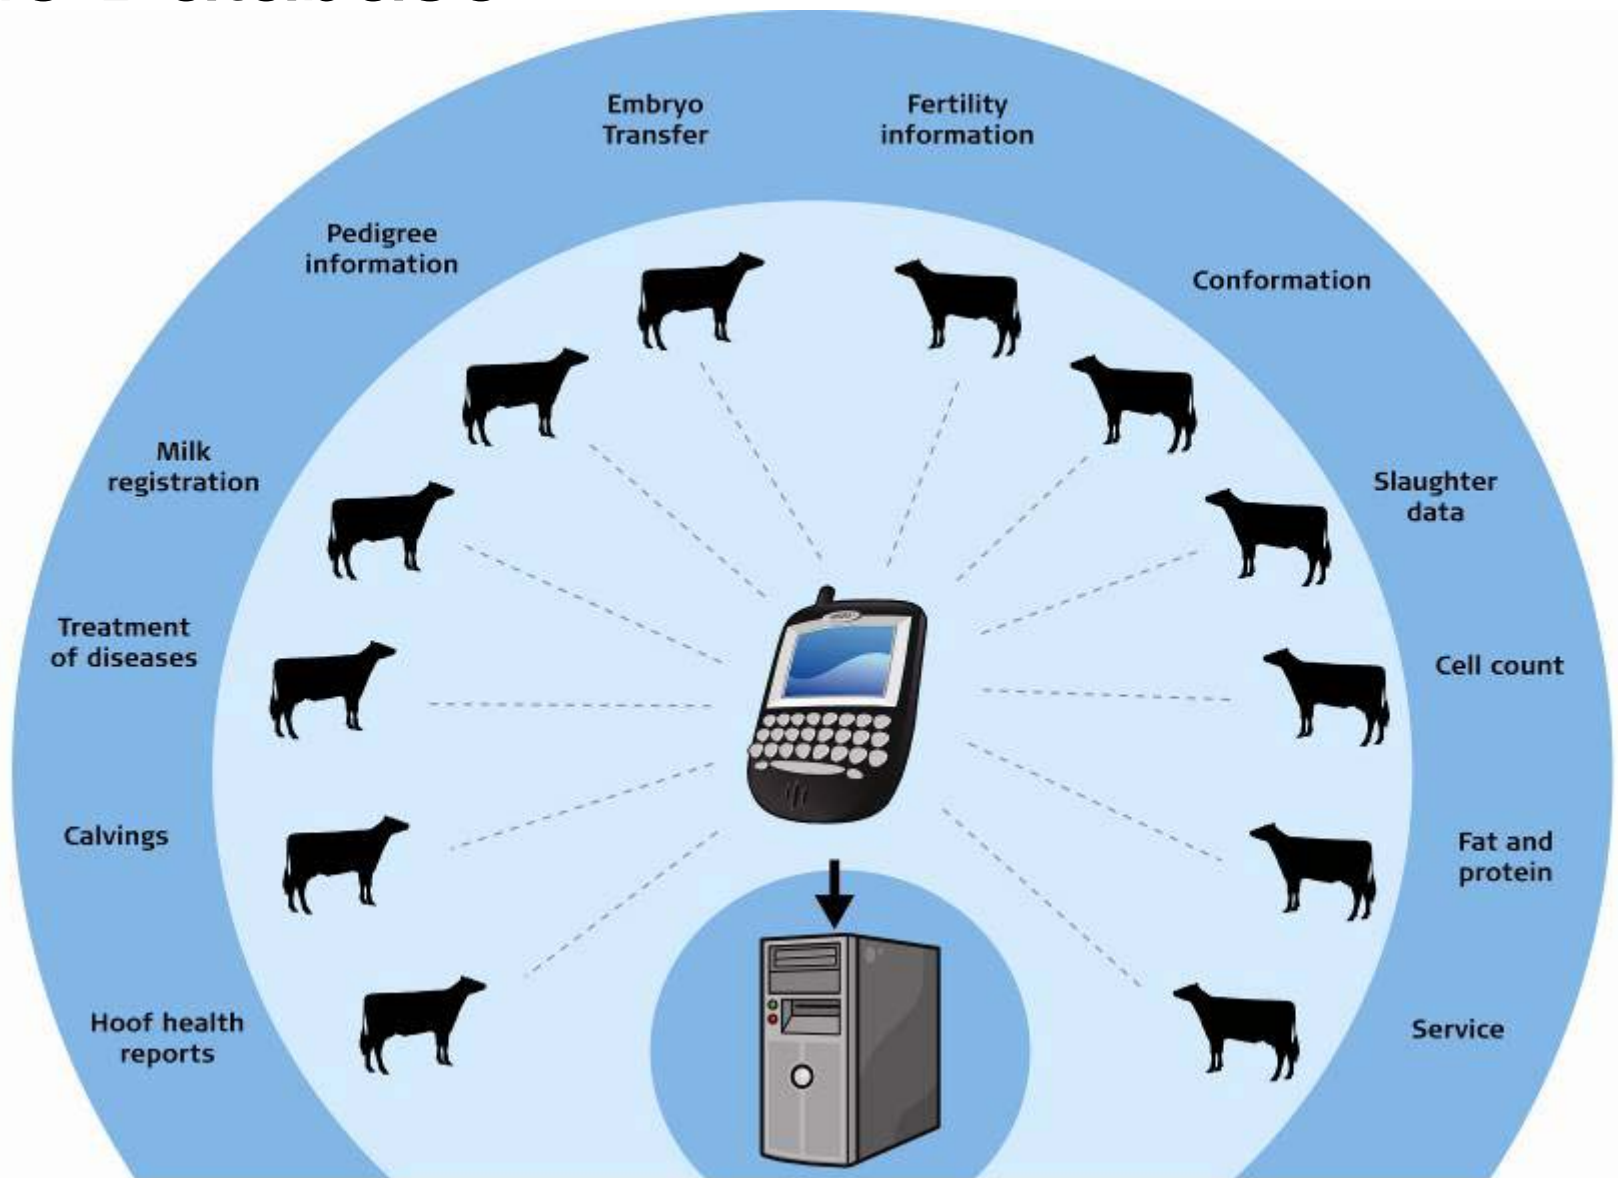 Embryo
Transfer
Fertility
information
Pedigree
information
Conformation
Milk
registration
Slaughter
data
Treatment
of diseases
Cell count
Calvings
Fat and
protein
Hoof health
reports
Service